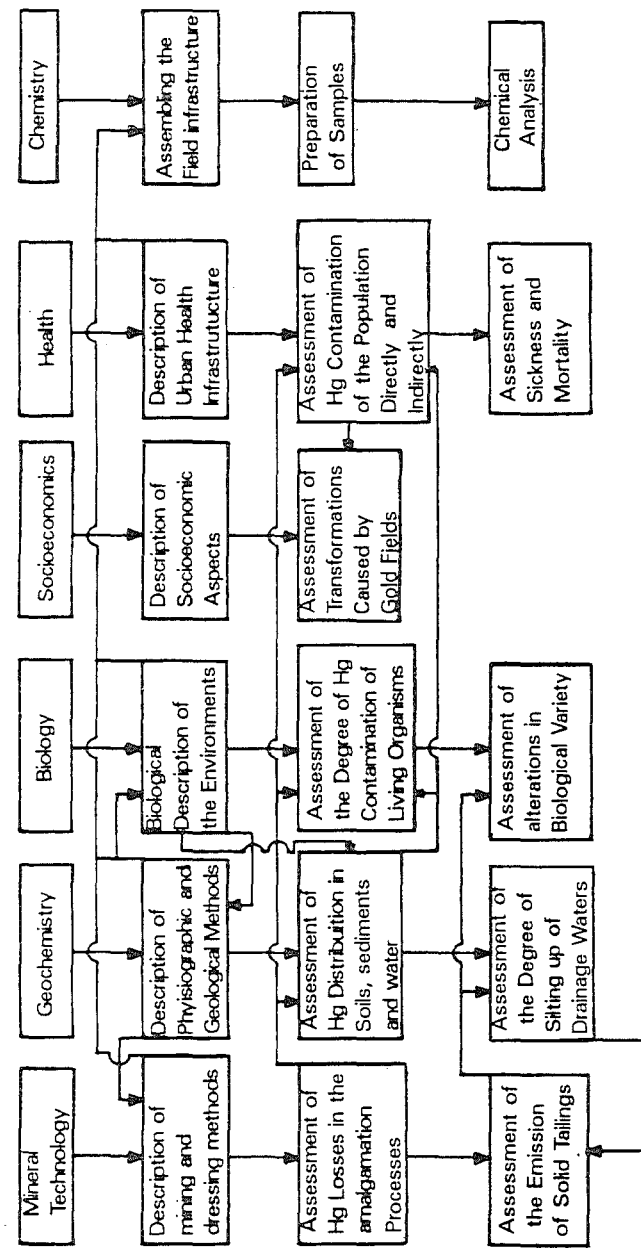 Mineral
Technology
Geochemistry
Biology
Socioeconomics
Health
Chemistry
Description of
mining and
dressing methods
Description of
Phyisiographic and
Geological Methods
Biological
Description of
the Environments
Description of
Socioeconomic
Aspects
Description of
Urban Health
Infrastrutucture
Assembling the
Field infrastructure
Assessment of
Hg Losses in the
amalgamation
Processes
Assessment of
Hg Distribuition in
Soils, sediments
and water
Assessment of
the Degree of Hg
Contamination of
Living Organisms
Assessment of
Transformations
Caused by
Gold Fields
Assessment of
Hg Contamination
of the Population
Directly and
Indirectly
Preparation
of Samples
Assessment of
the Emission
of Solid Tailings
Assessment of
the Degree of
Silting up of
Drainage Waters
Assessment of
alterations in
Biological Variety
Assessment of
Sickness and
Mortality
Chemical
Analysis